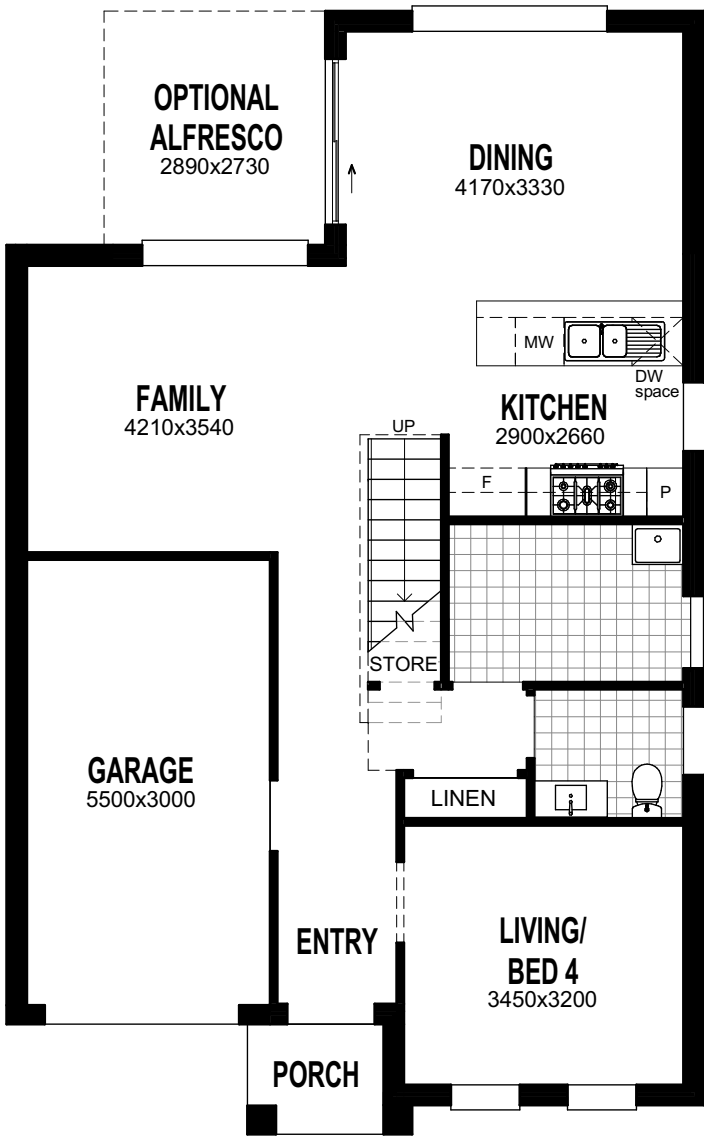 OPTIONAL
ALFRESCO
2890x2730
DINING
4170x3330
MW
DW
space
FAMILY
4210x3540
KITCHEN
2900x2660
UP
F
P
STORE
GARAGE
5500x3000
LINEN
ENTRY
LIVING/
BED 4
3450x3200
PORCH